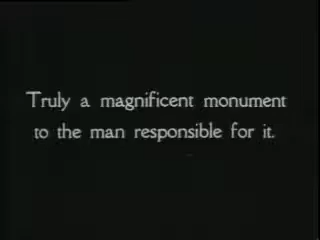 Truly a magnificent monument
to the man responsible for it.